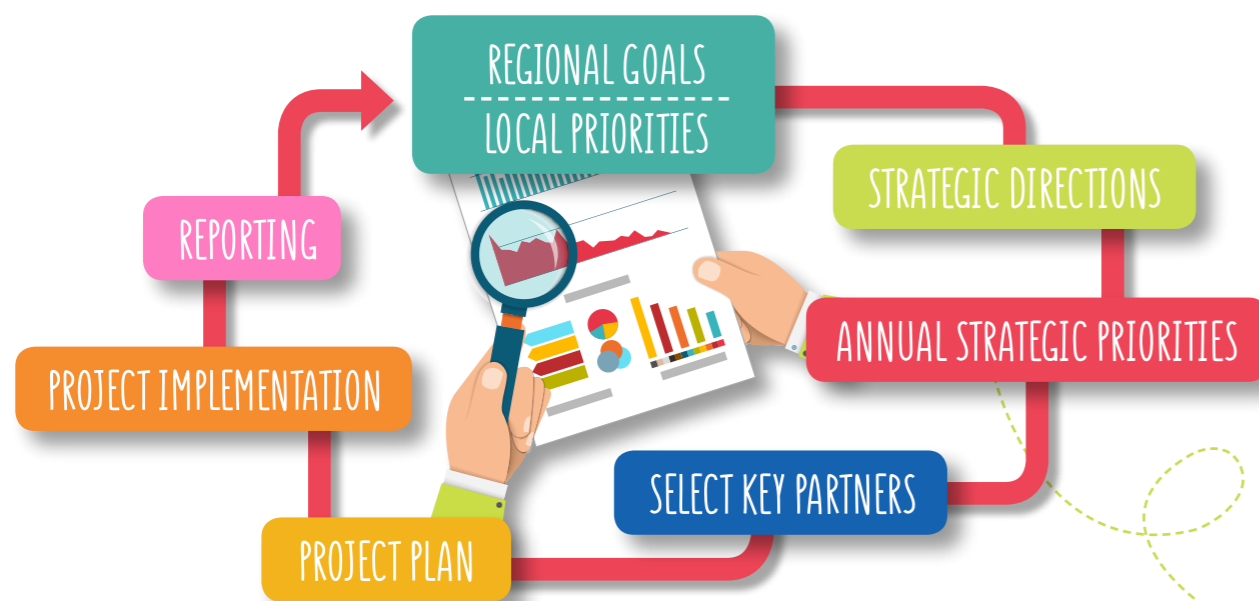 REGIONAL GOALS
LOCAL PRIORITIES
STRATEGIC DIRECTIONS
ANNUAL STRATEGIC PRIORITIES
SELECT KEY PARTNERS
PROJECT PLAN
PROJECT IMPLEMENTATION
REPORTING